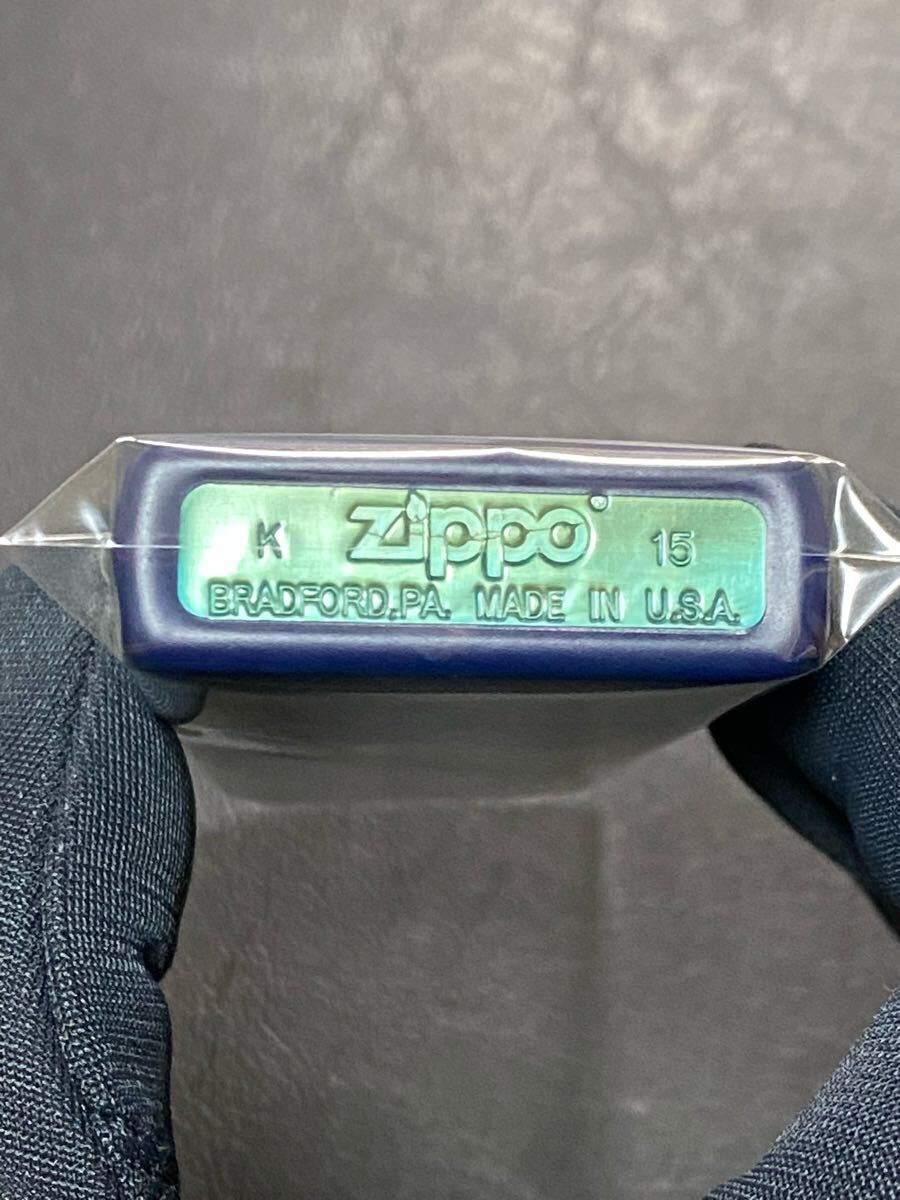 K Zippo® 15
BRADFORD,PA. MADE IN U.S.A.